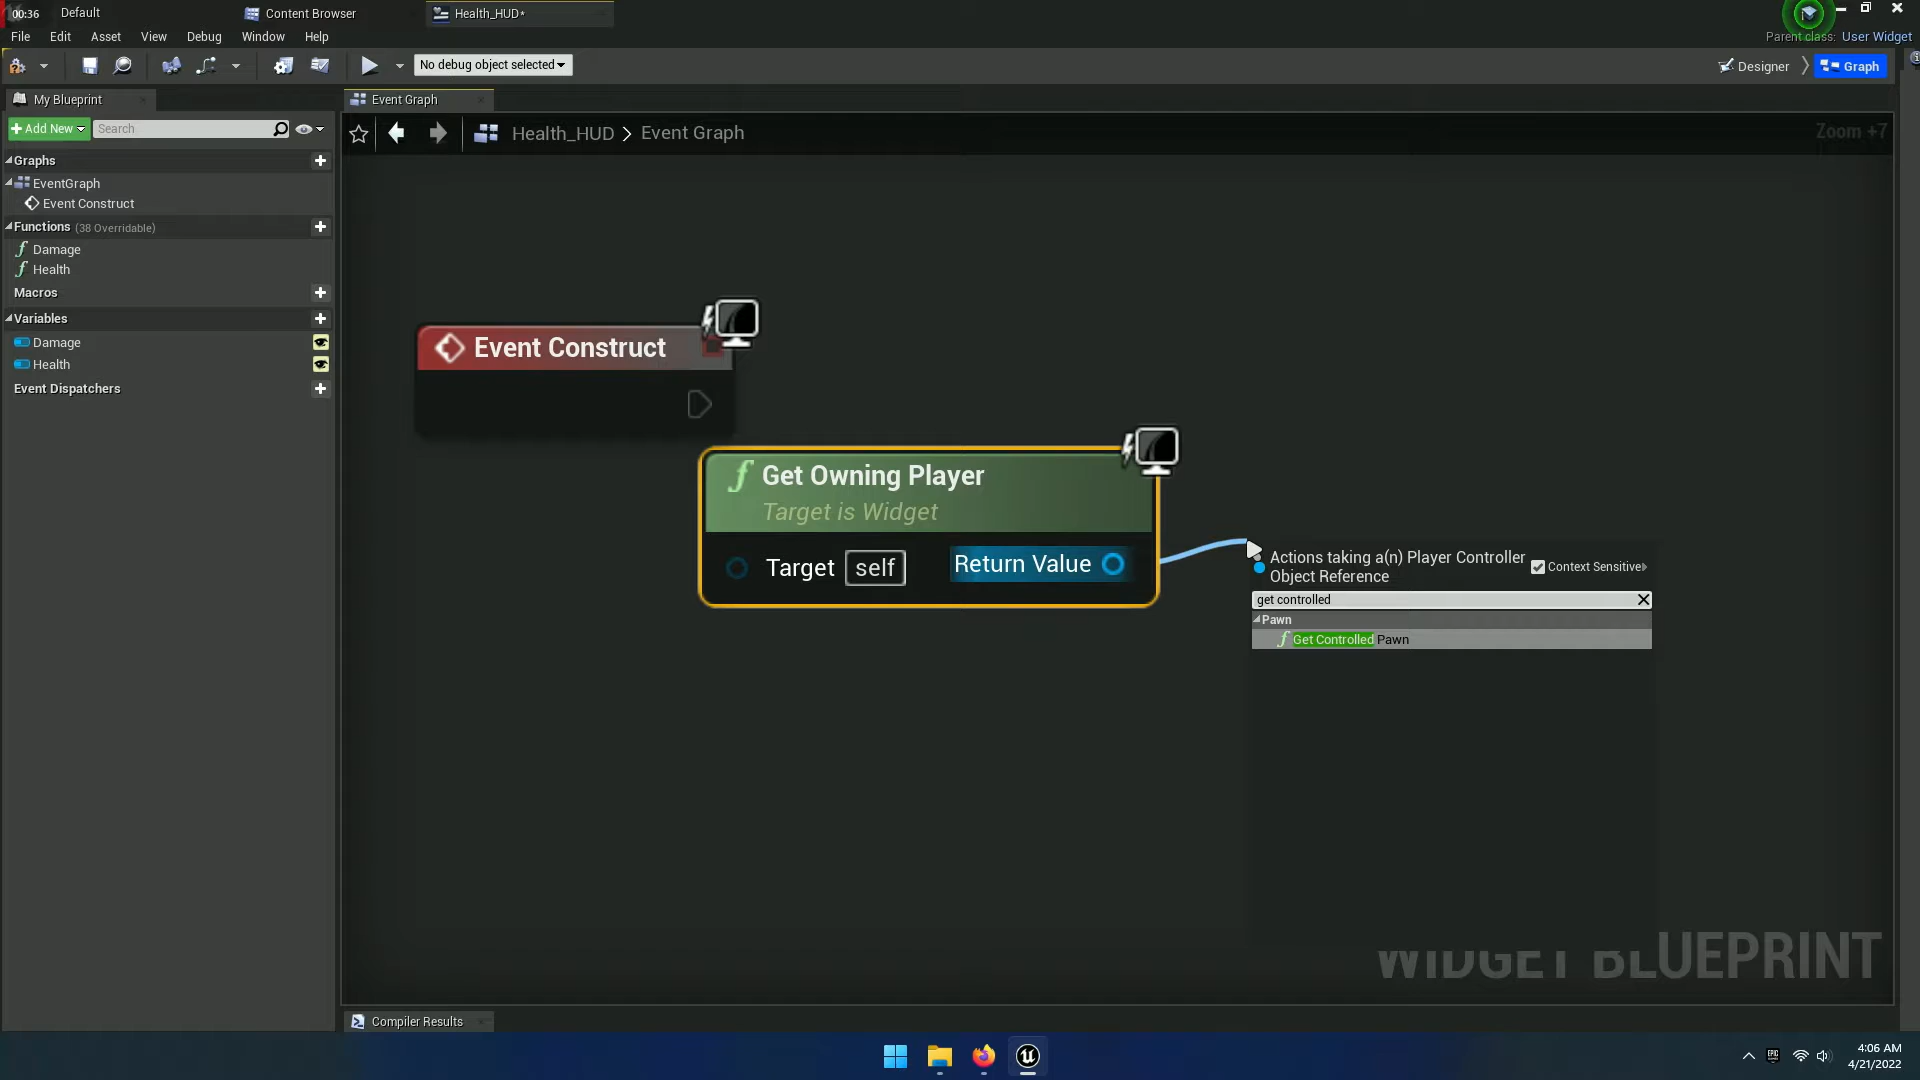 00:36 Default Content Browser Health_HUD*
Parent class: User Widget
File Edit Asset View Debug Window Help
No debug object selected
Designer Graph
My Blueprint
Event Graph
Add New Search
Health_HUD > Event Graph
Zoom +7
Graphs
EventGraph
Event Construct
Functions (38 Overridable)
Damage
Health
Macros
Variables
Damage
Health
Event Dispatchers
Event Construct
f Get Owning Player
Target is Widget
Target self Return Value
Actions taking a(n) Player Controller
Object Reference
Context Sensitive
get controlled
Pawn
f Get Controlled Pawn
WIDGET BLUEPRINT
Compiler Results
EPIC
4:06 AM
4/21/2022